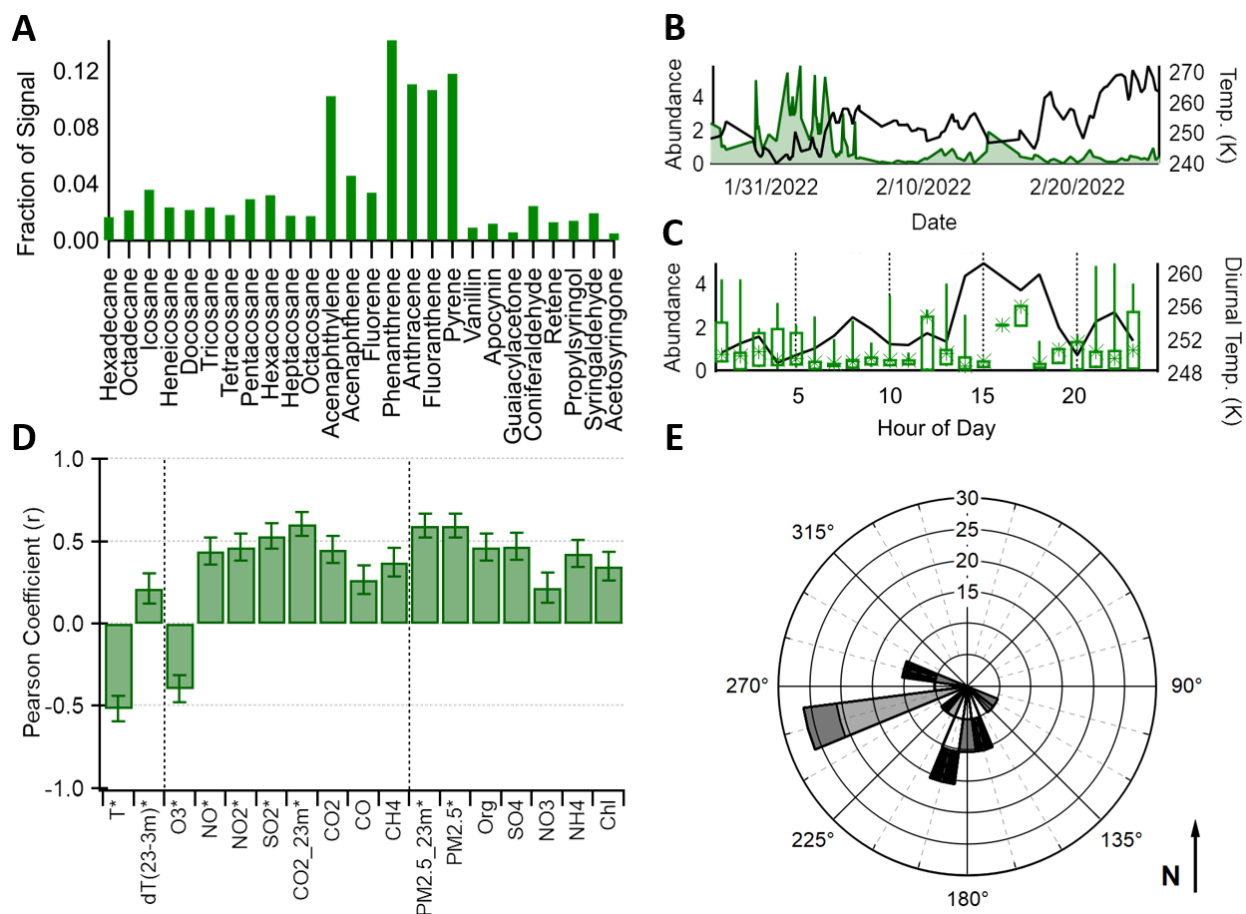 A
Fraction of Signal
0.12
0.08
0.04
0.00
Hexadecane
Octadecane
Icosane
Heneicosane
Docosane
Tricosane
Tetracosane
Pentacosane
Hexacosane
Heptacosane
Octacosane
Acenaphthylene
Acenaphthene
Fluorene
Phenanthrene
Anthracene
Fluoranthene
Pyrene
Vanillin
Apocynin
Guaiacylacetone
Coniferaldehyde
Retene
Propylsyringol
Syringaldehyde
Acetosyringone
B
Abundance
4
2
0
270
260
250
240
Temp. (K)
1/31/2022 2/10/2022 2/20/2022
Date
C
Abundance
4
2
0
260
256
252
248
Diurnal Temp. (K)
5 10 15 20
Hour of Day
D
Pearson Coefficient (r)
1.0
0.5
0.0
-0.5
-1.0
T*
dT(23-3m)*
O3*
NO*
NO2*
SO2*
CO2_23m*
CO2
CO
CH4
PM2.5_23m*
PM2.5*
Org
SO4
NO3
NH4
Chl
E
30
25
20
15
315°
270°
90°
225°
135°
180°
N